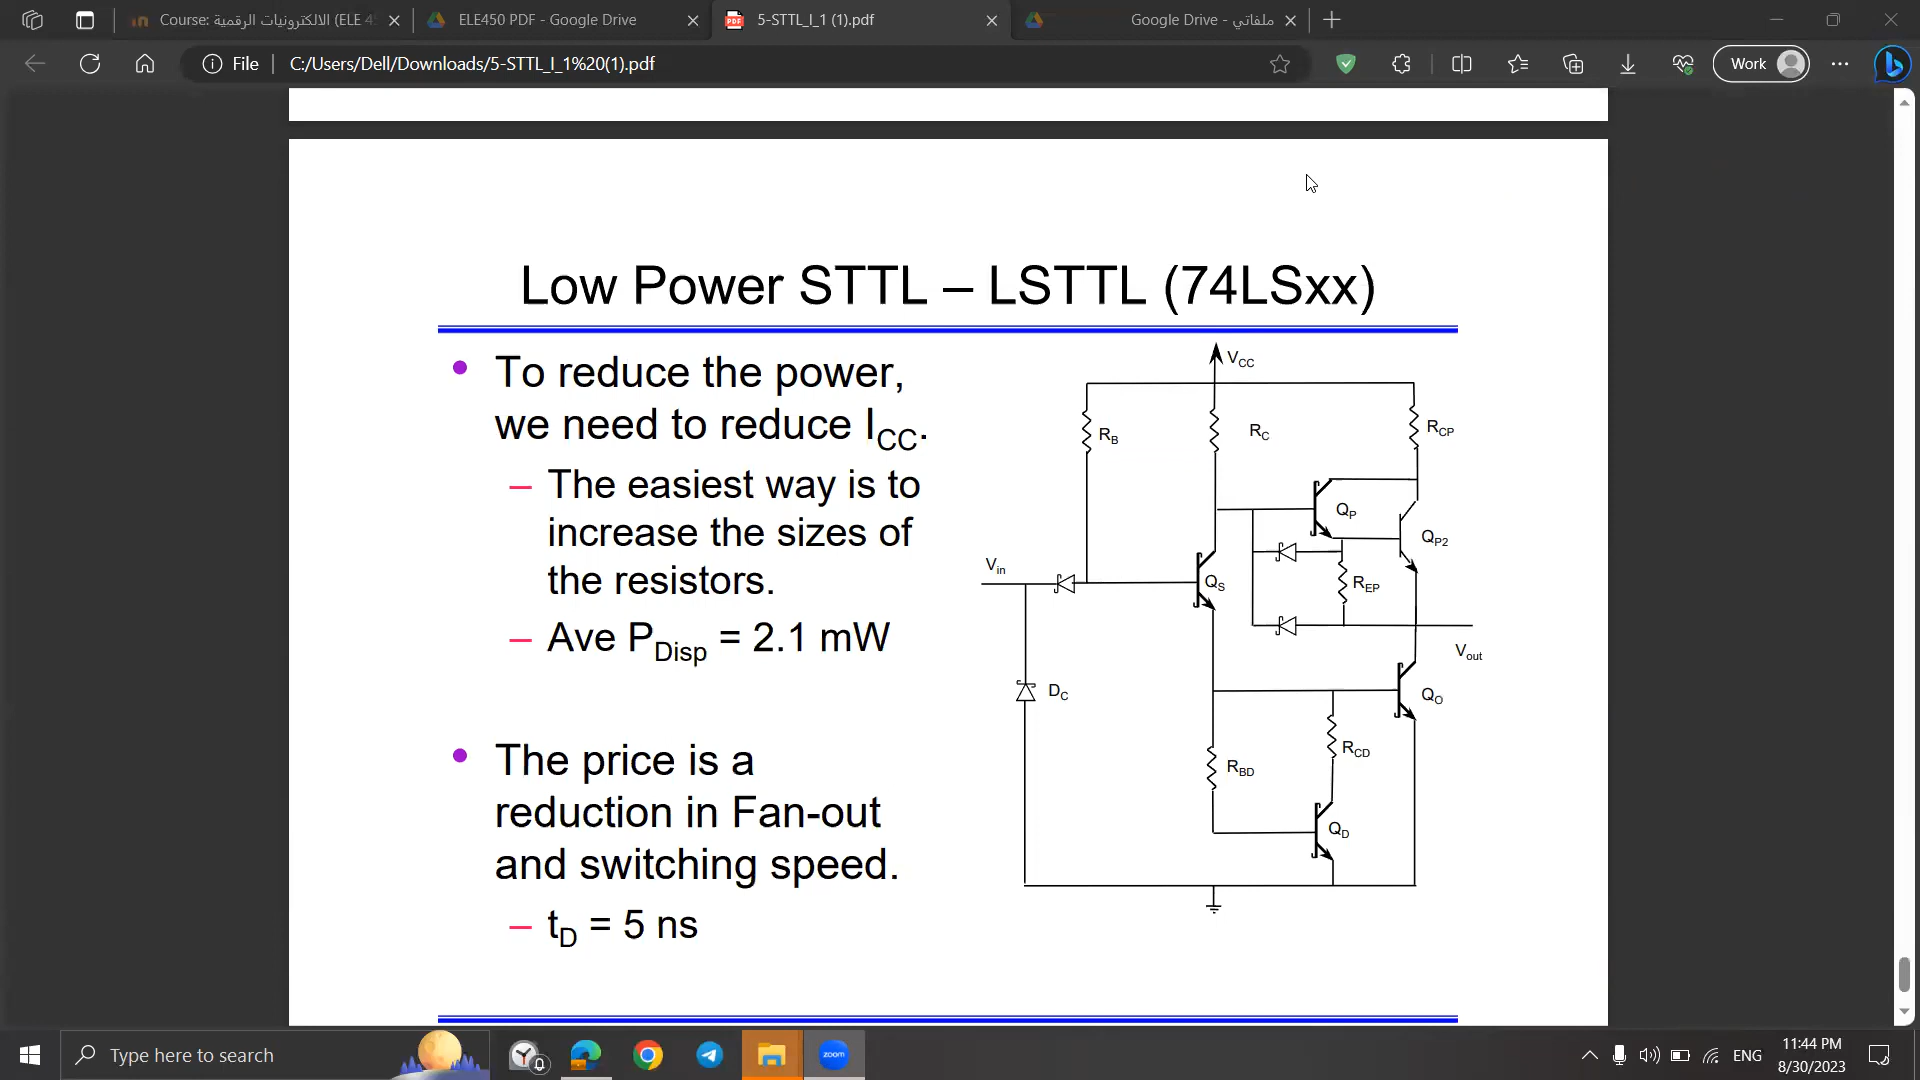 Course: الالكترونيات الرقمية (ELE 4
ELE450 PDF - Google Drive
5-STTL_I_1 (1).pdf
ملفاتي - Google Drive
File
C:/Users/Dell/Downloads/5-STTL_I_1%20(1).pdf
Work
Low Power STTL – LSTTL (74LSxx)
• To reduce the power,
we need to reduce ICC.
– The easiest way is to
increase the sizes of
the resistors.
– Ave PDisp = 2.1 mW
• The price is a
reduction in Fan-out
and switching speed.
– tD = 5 ns
VCC
RB
RC
RCP
QP
QP2
Vin
QS
REP
Vout
DC
QO
RCD
RBD
QD
Type here to search
zoom
ENG
11:44 PM
8/30/2023